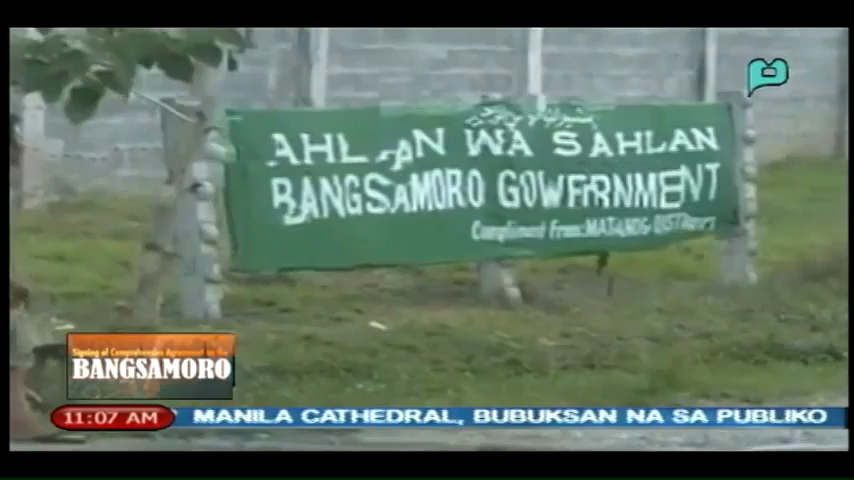 AHLAN WA SAHLAN
BANGSAMORO GOVERNMENT
Compliment From: MATANOG DISTRICT
Signing of Comprehensive Agreement on the
BANGSAMORO
11:07 AM
MANILA CATHEDRAL, BUBUKSAN NA SA PUBLIKO